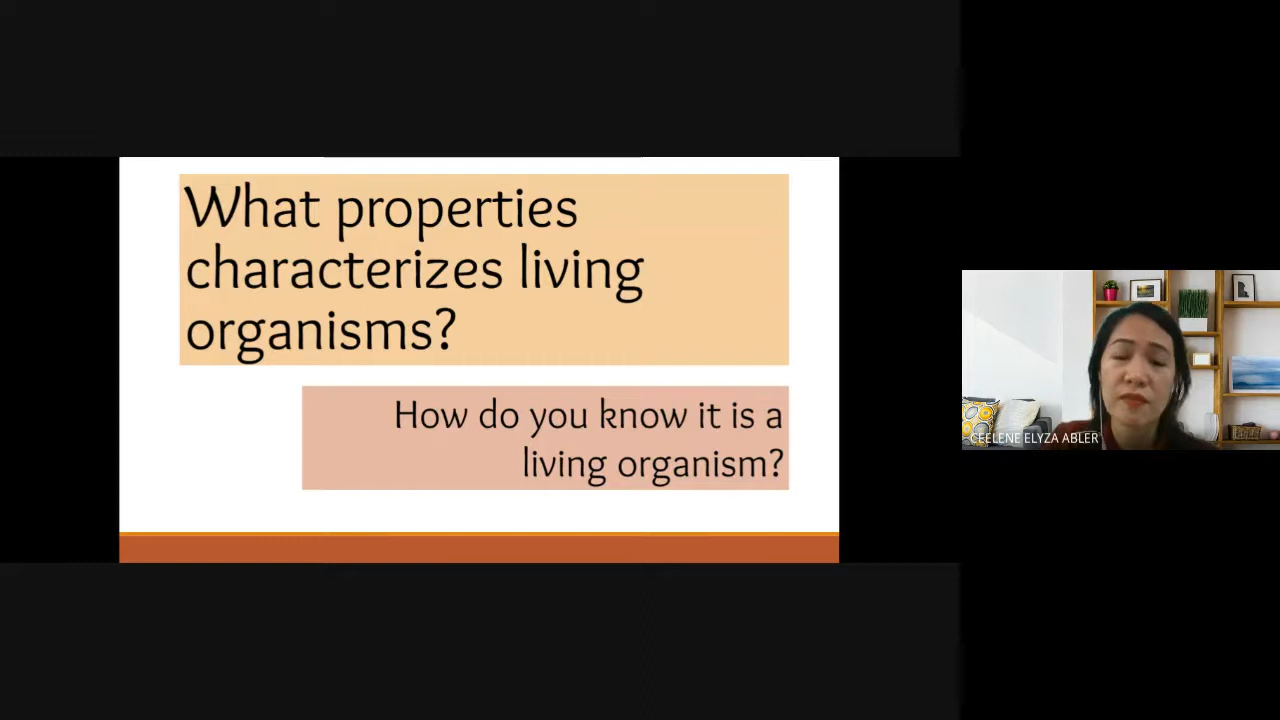 What properties
characterizes living
organisms?
How do you know it is a
living organism?
CEELENE ELYZA ABLER